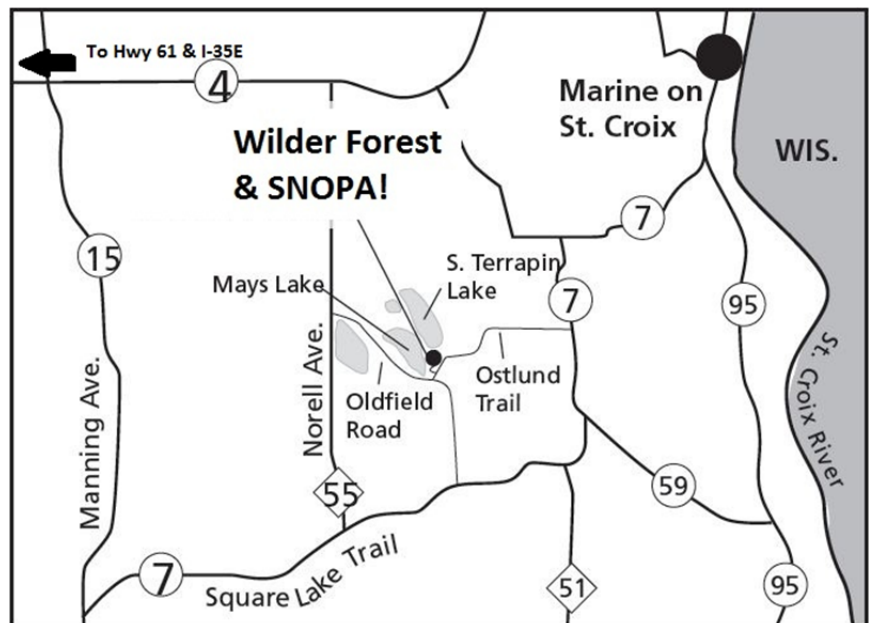 To Hwy 61 & I-35E
4
Marine on
St. Croix
Wilder Forest
& SNOPA!
WIS.
7
15
S. Terrapin
Lake
Mays Lake
7
95
St. Croix River
Norell Ave.
Manning Ave.
Ostlund
Trail
Oldfield
Road
55
59
7
Square Lake Trail
51
95